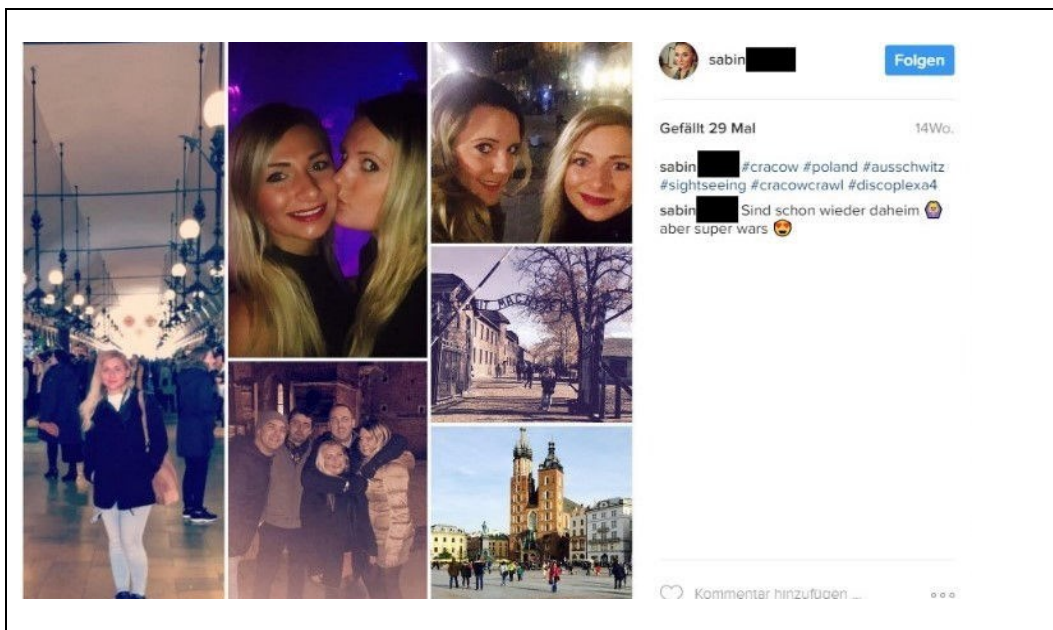 sabin
Folgen
Gefällt 29 Mal
14Wo.
sabin #cracow #poland #ausschwitz
#sightseeing #cracowcrawl #discoplexa4
sabin Sind schon wieder daheim 🙆
aber super wars 😍
MACHT
Kommentar hinzufügen ...